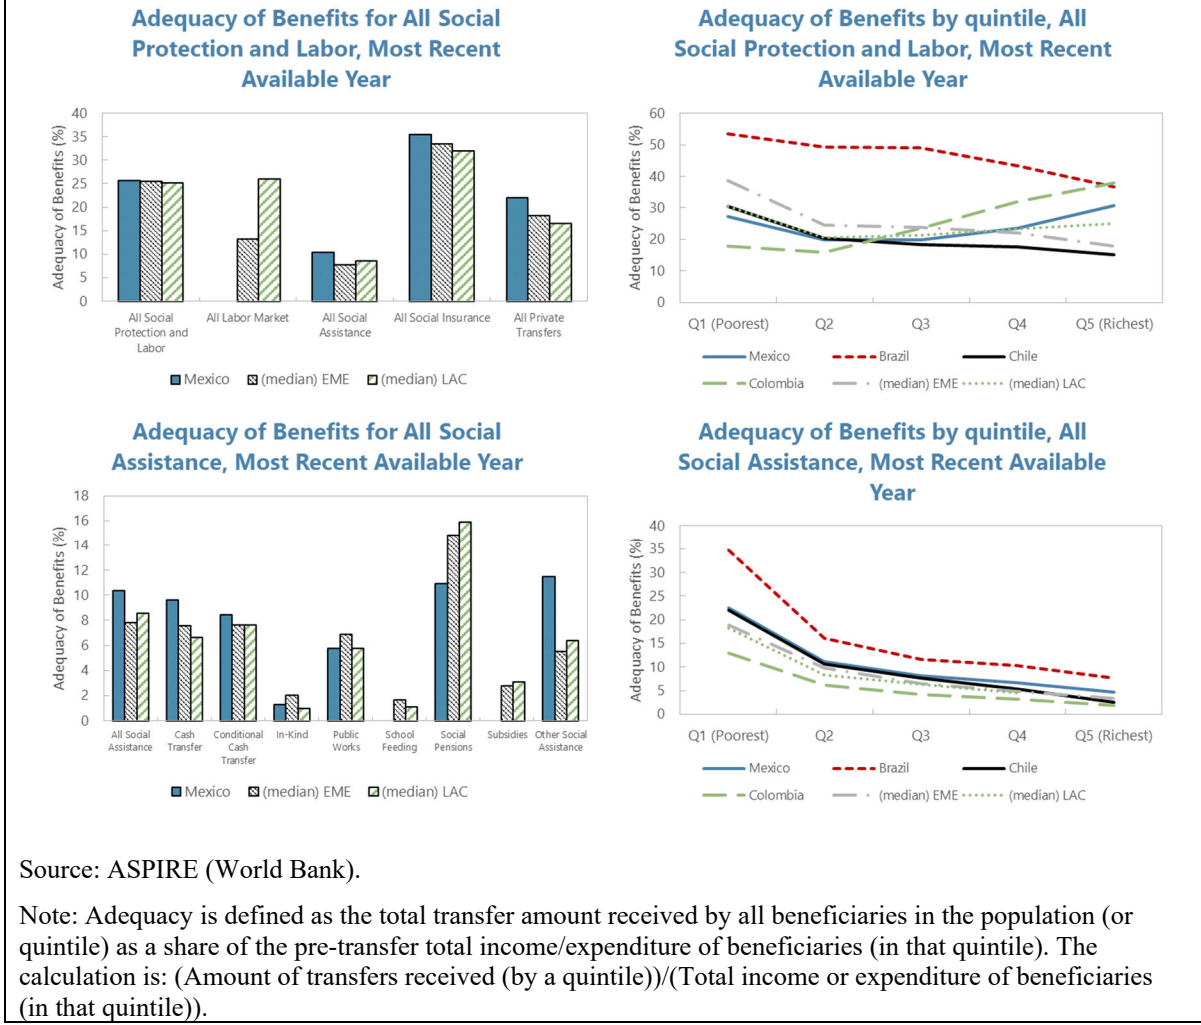 Adequacy of Benefits for All Social
Protection and Labor, Most Recent
Available Year
Adequacy of Benefits (%)
40
35
30
25
20
15
10
5
0
All Social
Protection and
Labor
All Labor Market
All Social
Assistance
All Social Insurance
All Private
Transfers
Mexico
(median) EME
(median) LAC
Adequacy of Benefits by quintile, All
Social Protection and Labor, Most Recent
Available Year
Adequacy of Benefits (%)
60
50
40
30
20
10
0
Q1 (Poorest)
Q2
Q3
Q4
Q5 (Richest)
Mexico
Brazil
Chile
Colombia
(median) EME
(median) LAC
Adequacy of Benefits for All Social
Assistance, Most Recent Available Year
Adequacy of Benefits (%)
18
16
14
12
10
8
6
4
2
0
All Social
Assistance
Cash
Transfer
Conditional
Cash
Transfer
In-Kind
Public
Works
School
Feeding
Social
Pensions
Subsidies
Other Social
Assistance
Mexico
(median) EME
(median) LAC
Adequacy of Benefits by quintile, All
Social Assistance, Most Recent Available
Year
Adequacy of Benefits (%)
40
35
30
25
20
15
10
5
0
Q1 (Poorest)
Q2
Q3
Q4
Q5 (Richest)
Mexico
Brazil
Chile
Colombia
(median) EME
(median) LAC
Source: ASPIRE (World Bank).
Note: Adequacy is defined as the total transfer amount received by all beneficiaries in the population (or
quintile) as a share of the pre-transfer total income/expenditure of beneficiaries (in that quintile). The
calculation is: (Amount of transfers received (by a quintile))/(Total income or expenditure of beneficiaries
(in that quintile)).